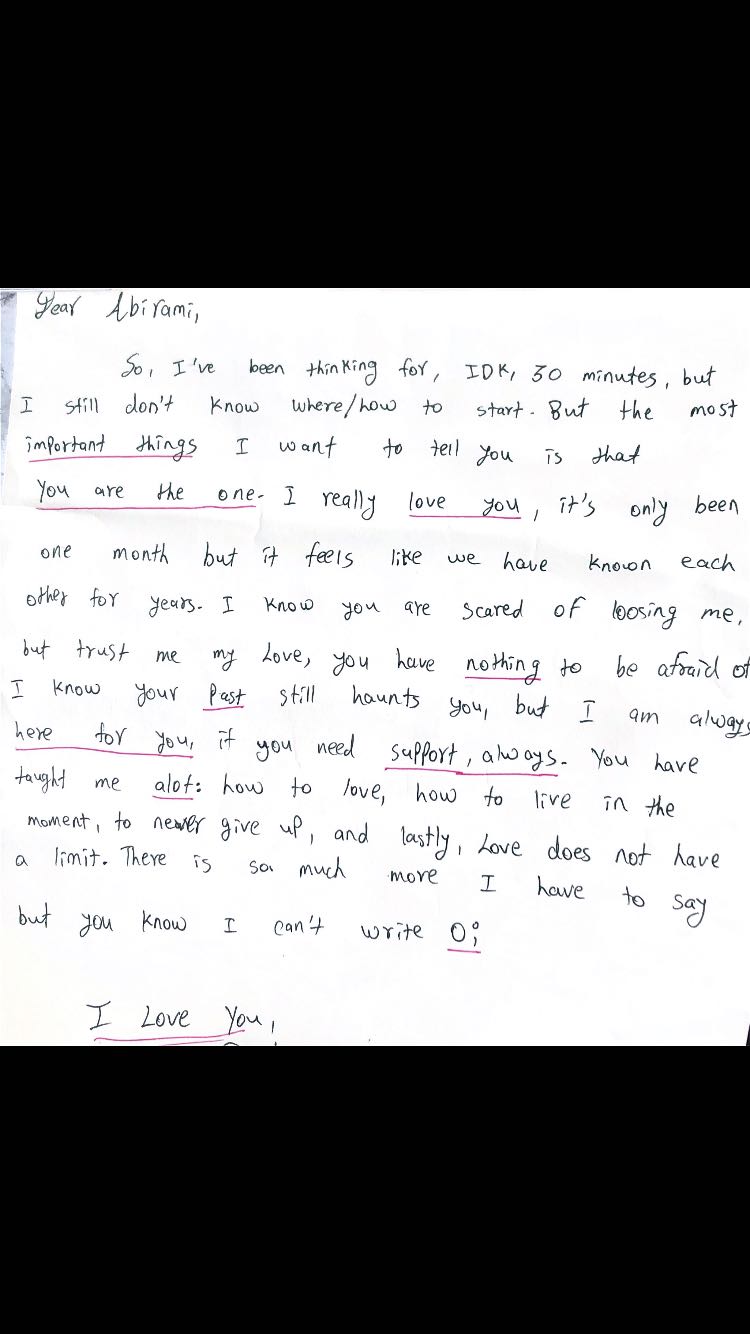 Dear Abirami,
So, I've been thinking for, IDK, 30 minutes, but
I still don't know where/how to start. But the most
important things I want to tell you is that
you are the one. I really love you, it's only been
one month but it feels like we have known each
other for years. I know you are scared of loosing me,
but trust me my Love, you have nothing to be afraid of
I know your past still haunts you, but I am always
here for you, if you need support, always. You have
taught me alot: how to love, how to live in the
moment, to never give up, and lastly, Love does not have
a limit. There is so much more I have to say
but you know I can't write
I Love You,